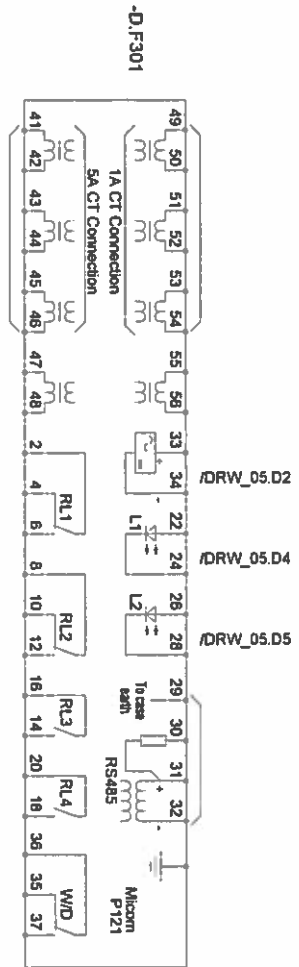 -D.F301
49 50 51 52 53 54 55 56 33 34 22 24 26 28 29 30 31 32
/DRW_05.D2
/DRW_05.D4
/DRW_05.D5
1A CT Connection
5A CT Connection
L1
L2
To case
earth
+
-
RS485
Micom
P121
RL1
RL2
RL3
RL4
W/D
41 42 43 44 45 46 47 48 2 4 6 8 10 12 16 14 20 18 36 35 37